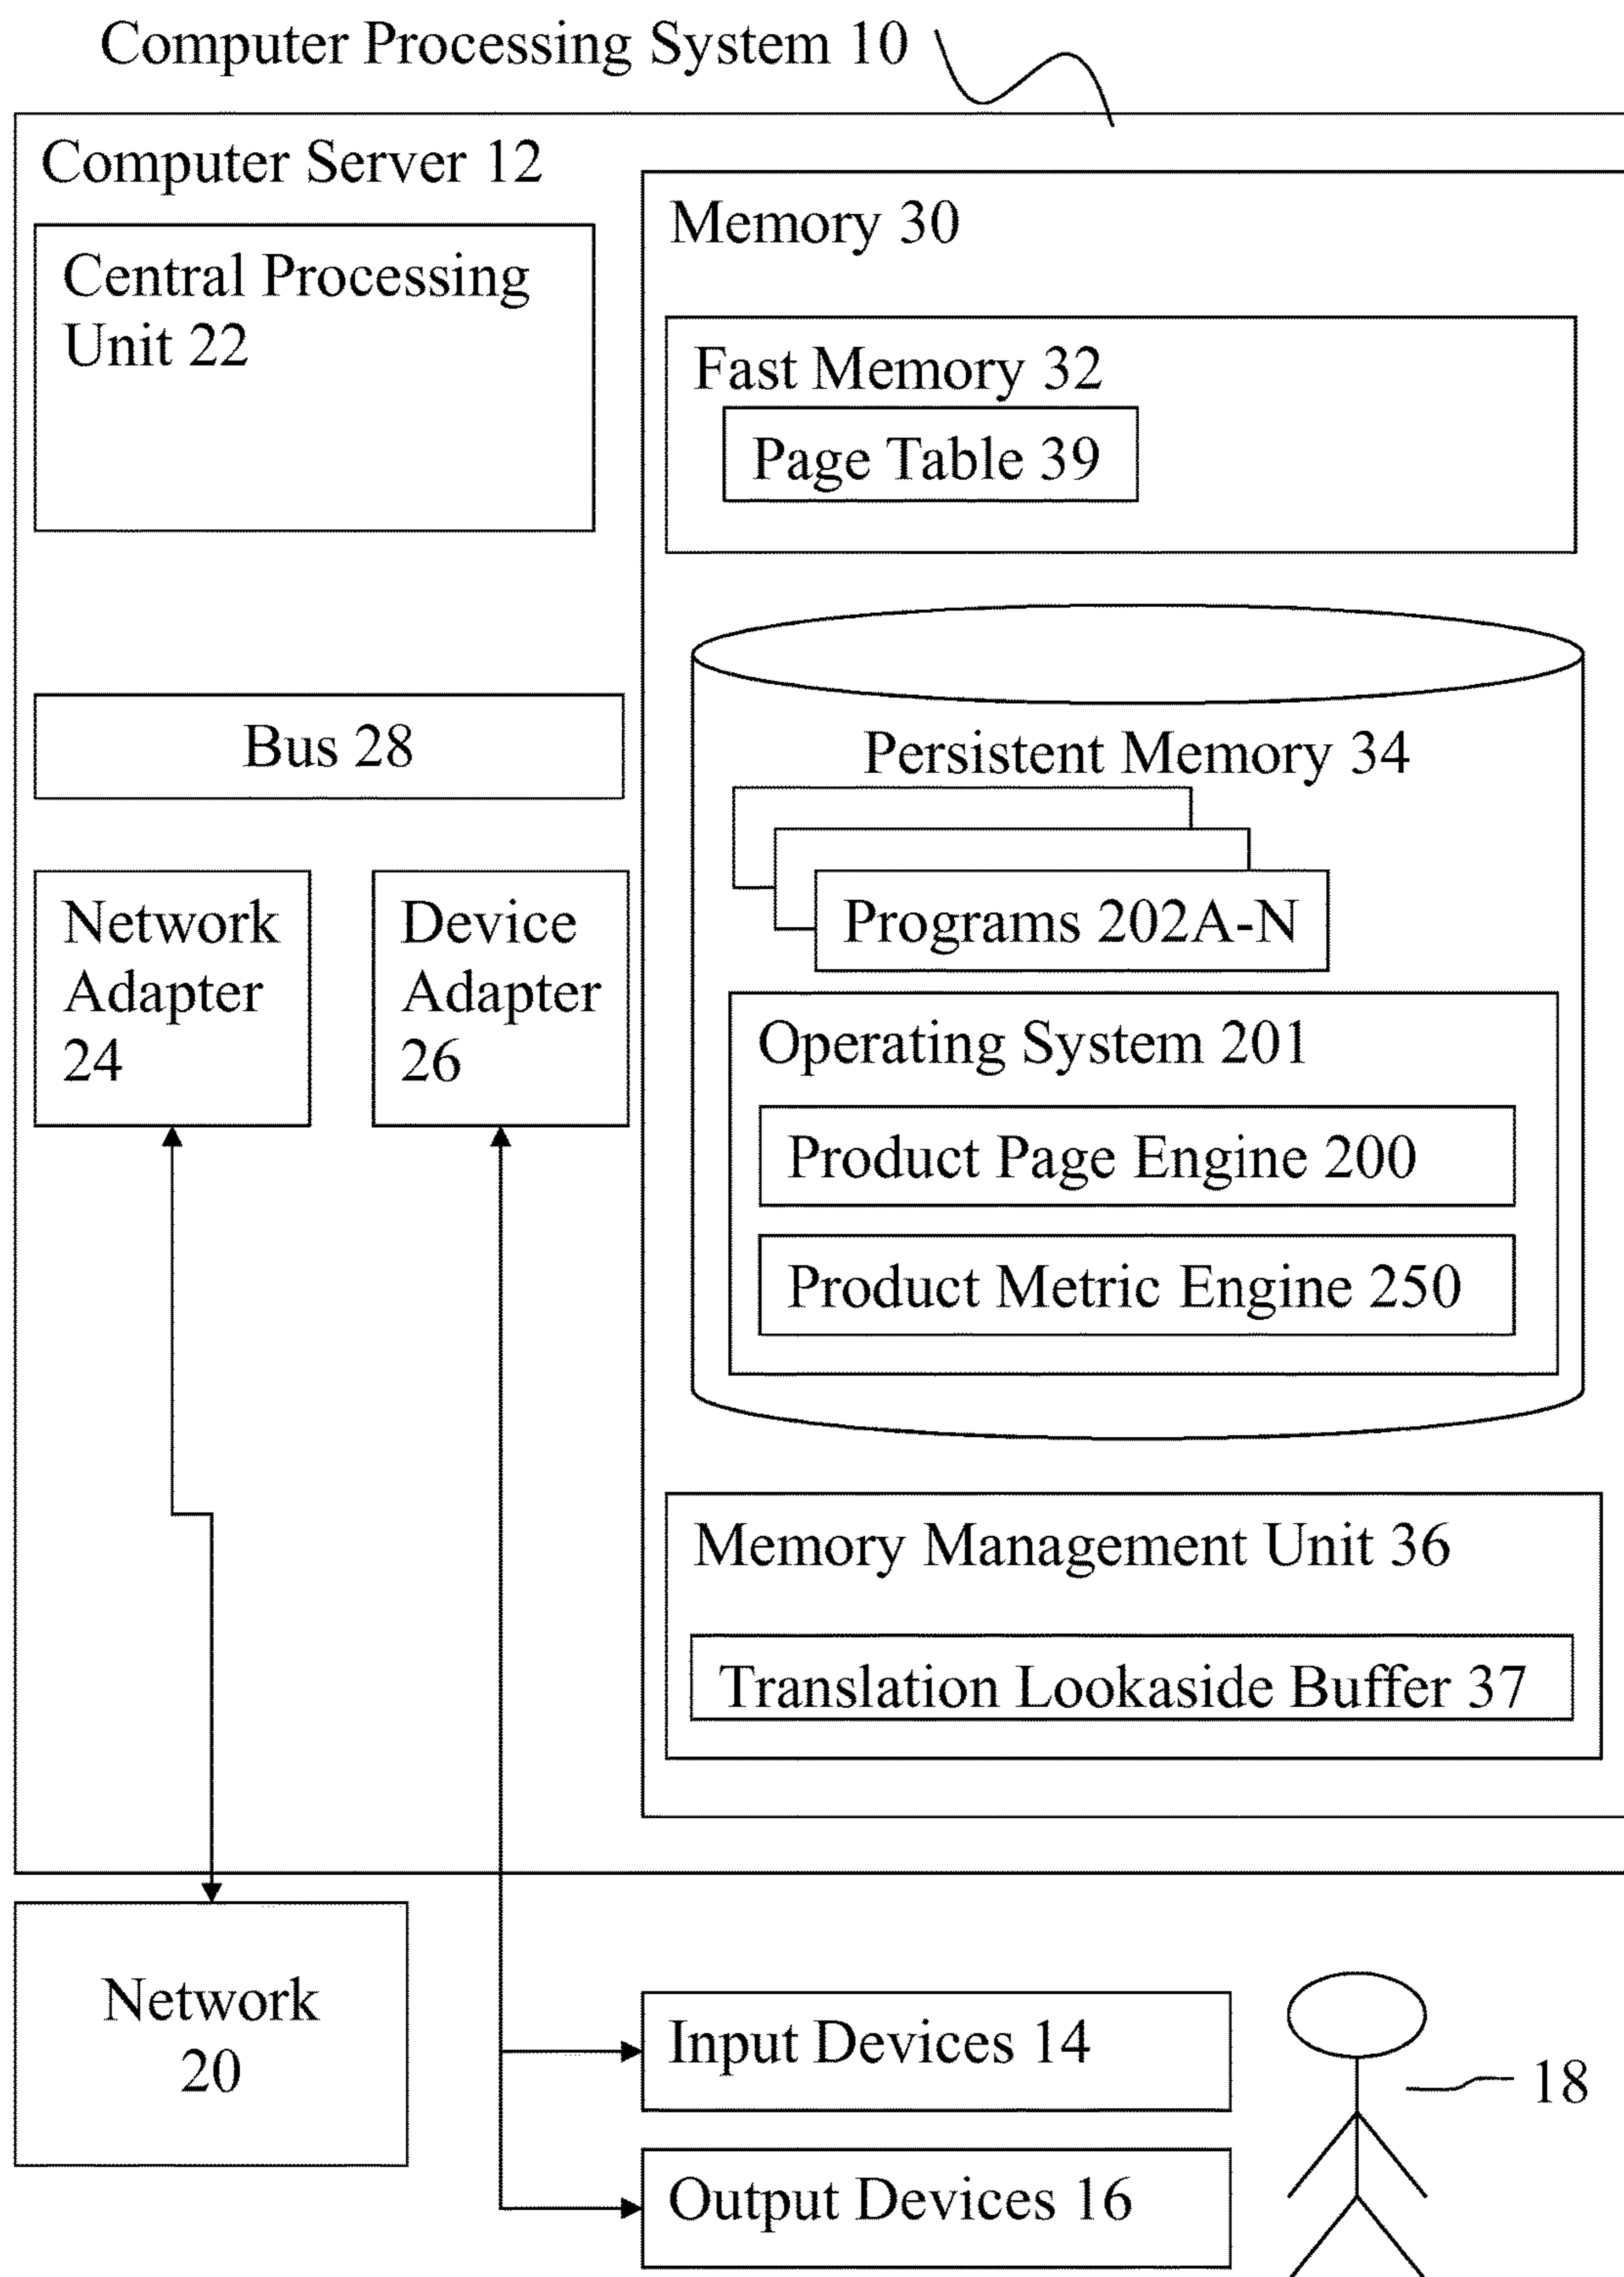 Computer Processing System 10
Computer Server 12
Central Processing
Unit 22
Bus 28
Network
Adapter
24
Device
Adapter
26
Memory 30
Fast Memory 32
Page Table 39
Persistent Memory 34
Programs 202A-N
Operating System 201
Product Page Engine 200
Product Metric Engine 250
Memory Management Unit 36
Translation Lookaside Buffer 37
Network
20
Input Devices 14
Output Devices 16
18